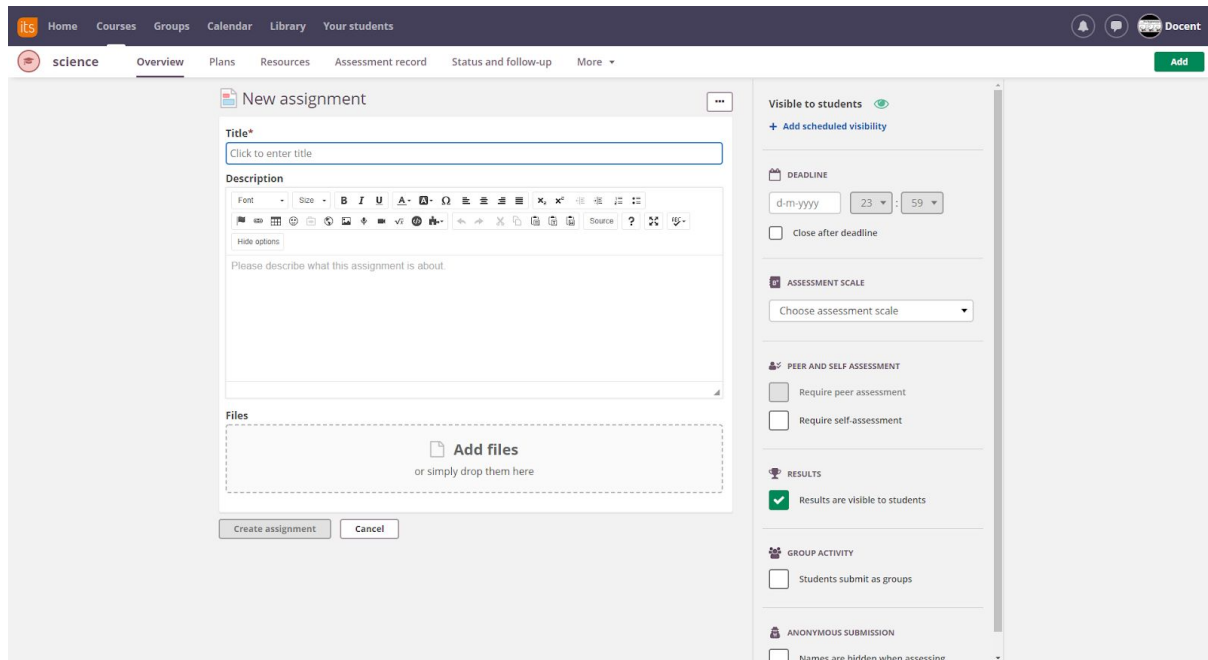 its Home Courses Groups Calendar Library Your students Docent
science Overview Plans Resources Assessment record Status and follow-up More Add
New assignment
Title*
Click to enter title
Description
Font Size B I U A A Ω x₂ x²
Source ?
Hide options
Please describe what this assignment is about
Files
Add files
or simply drop them here
Create assignment Cancel
Visible to students
+ Add scheduled visibility
DEADLINE
d-m-yyyy 23 : 59
Close after deadline
ASSESSMENT SCALE
Choose assessment scale
PEER AND SELF ASSESSMENT
Require peer assessment
Require self-assessment
RESULTS
Results are visible to students
GROUP ACTIVITY
Students submit as groups
ANONYMOUS SUBMISSION
Names are hidden when assessing